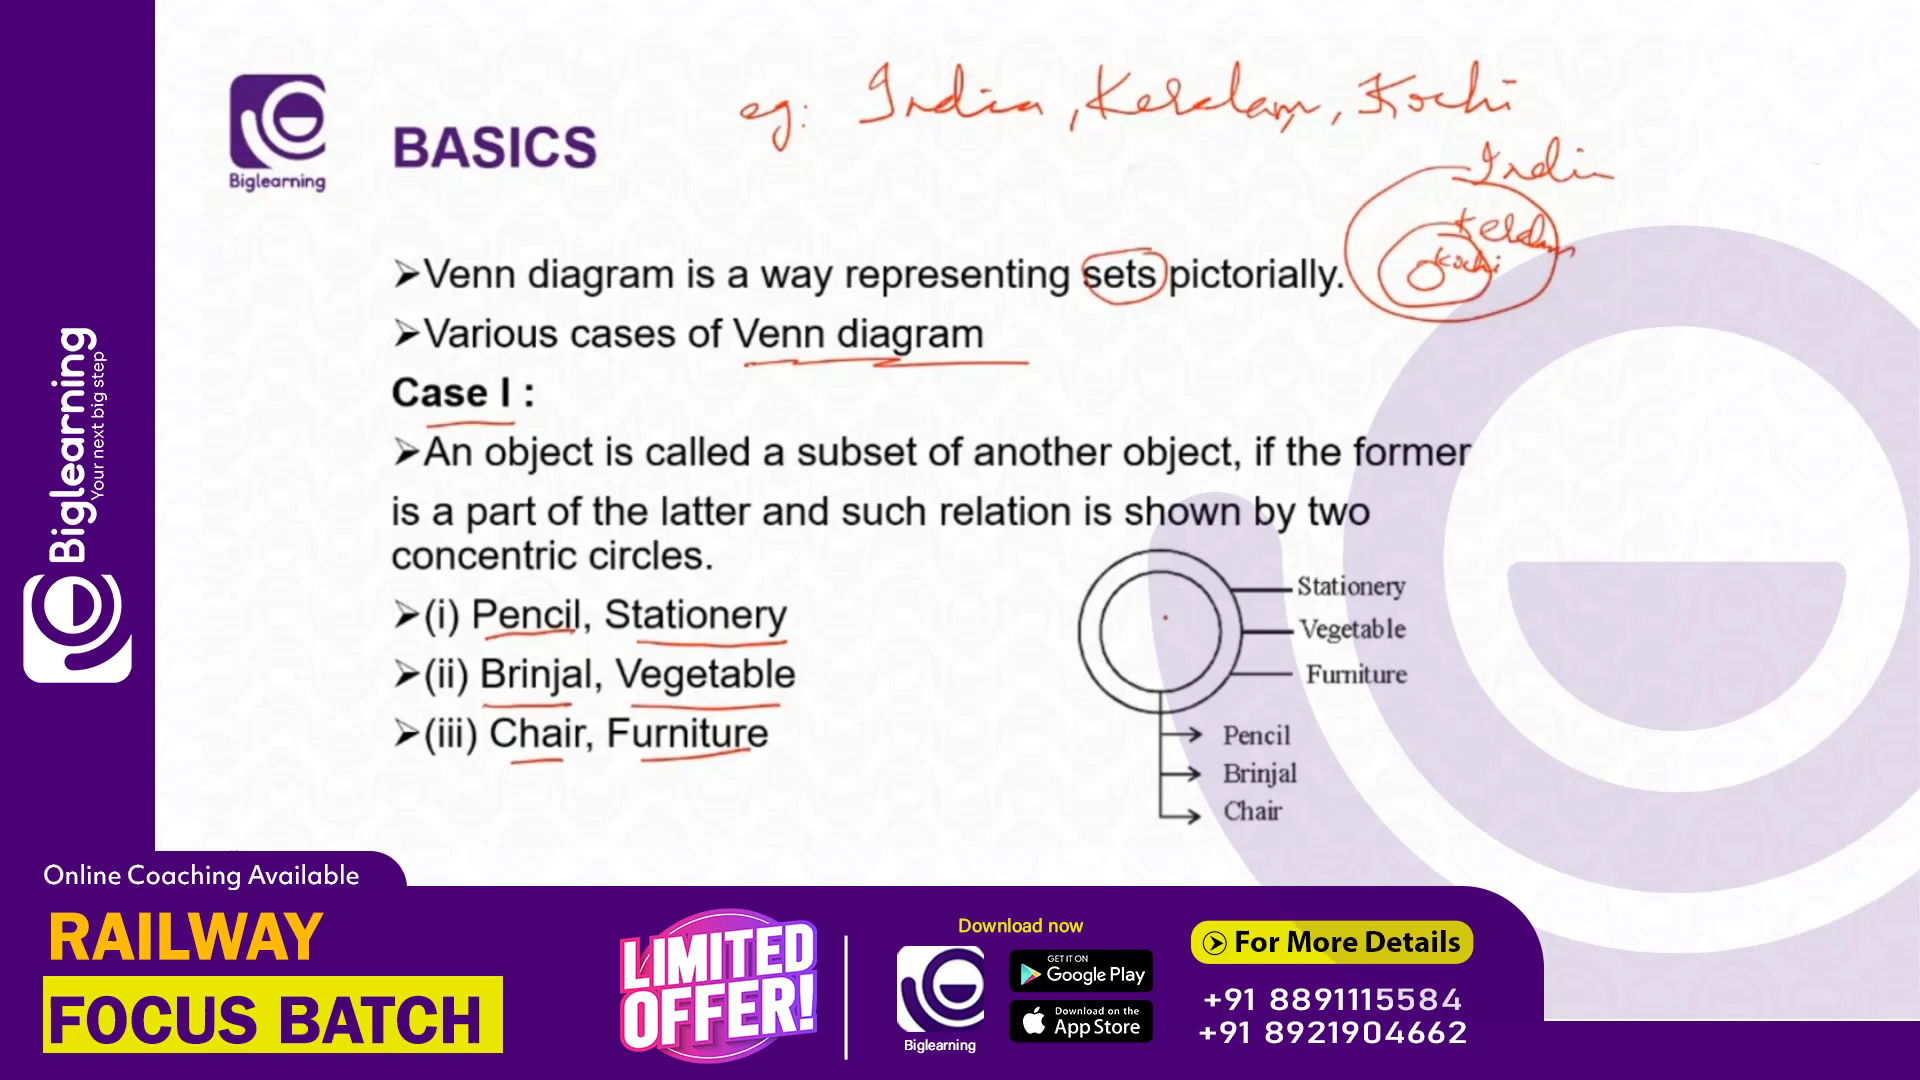 eg: India, Keralam, Kochi
Biglearning
BASICS
India
Keralam
Kochi
➢Venn diagram is a way representing sets pictorially.
➢Various cases of Venn diagram
Case I :
➢An object is called a subset of another object, if the former
is a part of the latter and such relation is shown by two
concentric circles.
➢(i) Pencil, Stationery
➢(ii) Brinjal, Vegetable
➢(iii) Chair, Furniture
Stationery
Vegetable
Furniture
Pencil
Brinjal
Chair
Biglearning
Your next big step
Online Coaching Available
RAILWAY
FOCUS BATCH
LIMITED
OFFER!
Download now
Biglearning
GET IT ON
Google Play
Download on the
App Store
For More Details
+91 8891115584
+91 8921904662